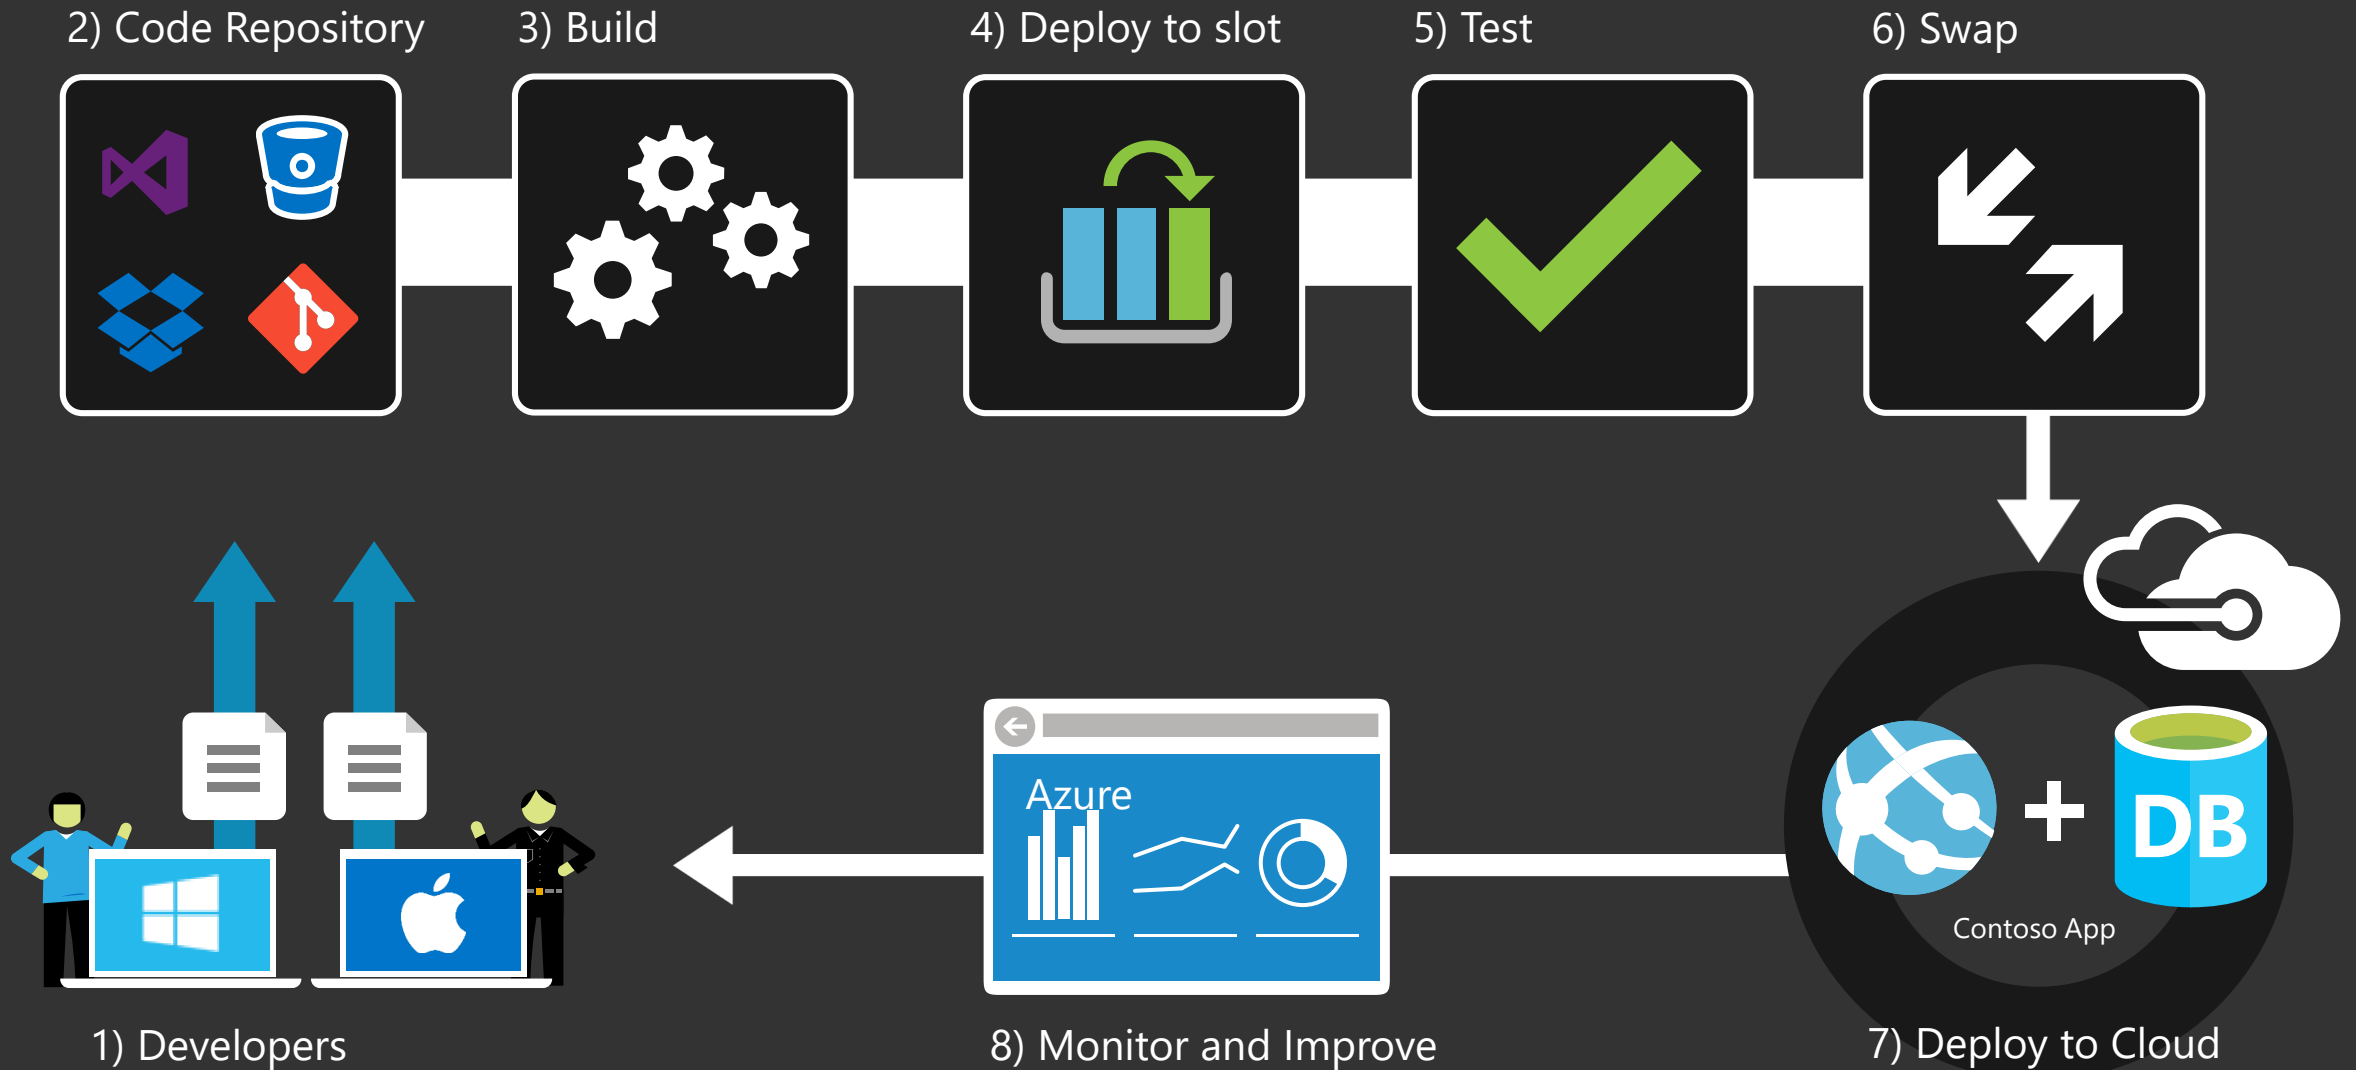 2) Code Repository
3) Build
4) Deploy to slot
5) Test
6) Swap
Azure
DB
Contoso App
1) Developers
8) Monitor and Improve
7) Deploy to Cloud